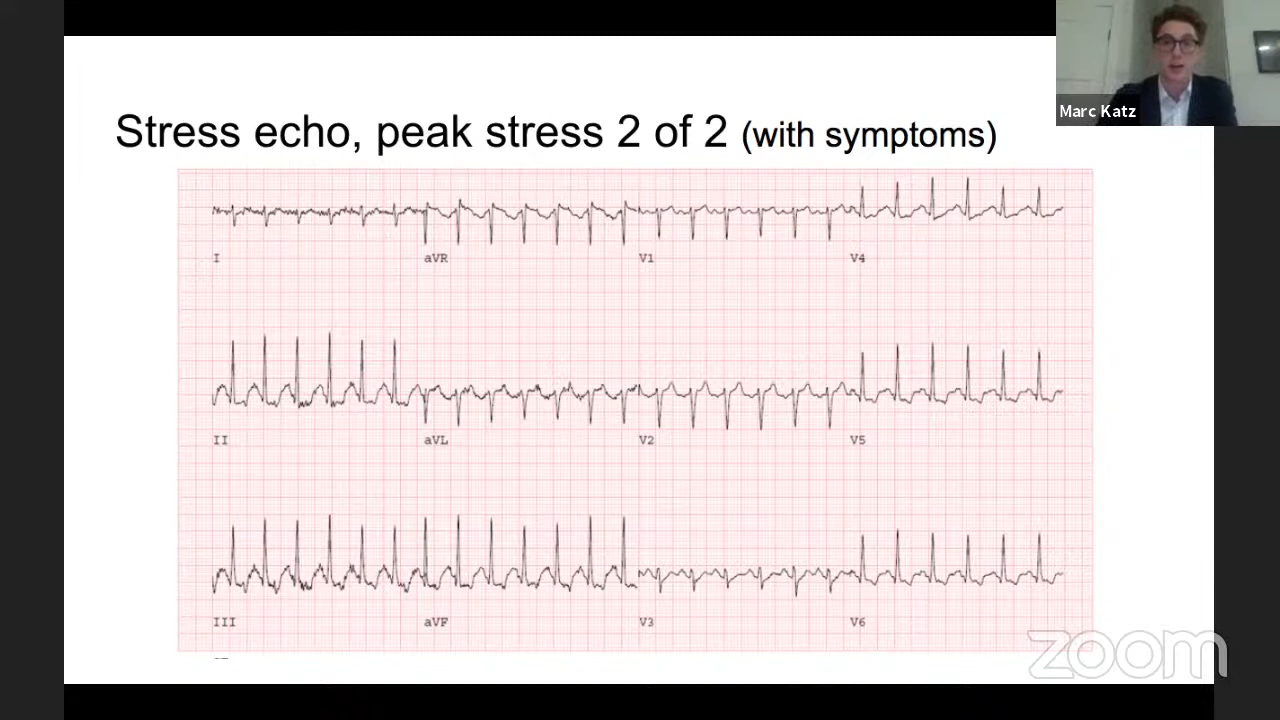 Marc Katz
Stress echo, peak stress 2 of 2 (with symptoms)
I aVR V1 V4
II aVL V2 V5
III aVF V3 V6
zoom